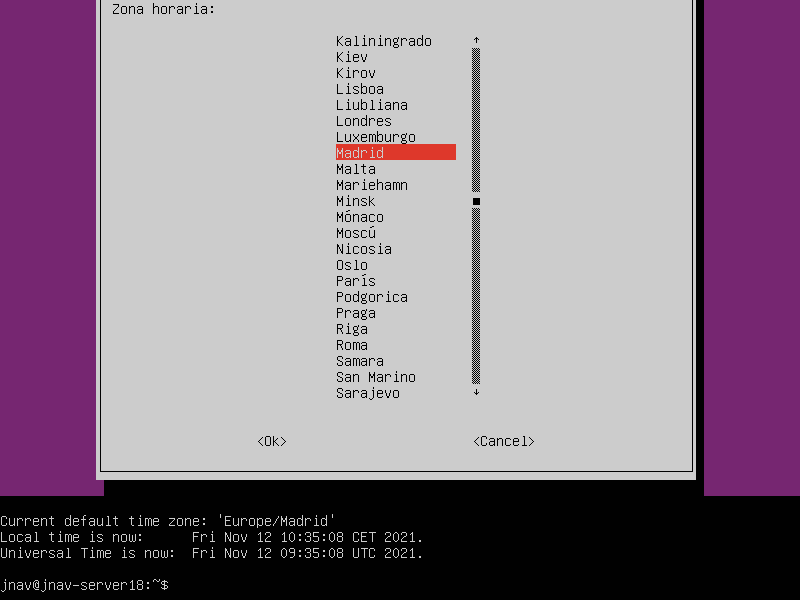 Zona horaria:
Kaliningrado ↑
Kiev
Kirov
Lisboa
Liubliana
Londres
Luxemburgo
Madrid
Malta
Mariehamn
Minsk
Mónaco
Moscú
Nicosia
Oslo
París
Podgorica
Praga
Riga
Roma
Samara
San Marino
Sarajevo ↓
<Ok> <Cancel>
Current default time zone: 'Europe/Madrid'
Local time is now:      Fri Nov 12 10:35:08 CET 2021.
Universal Time is now:  Fri Nov 12 09:35:08 UTC 2021.
jnav@jnav-server18:~$